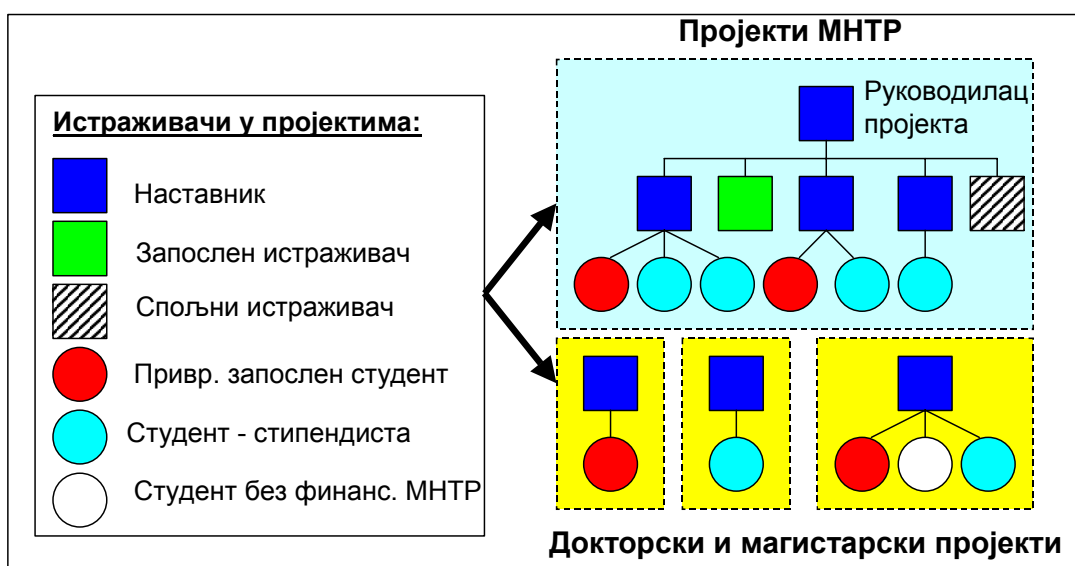 Пројекти МНТР
Руководилац
пројекта
Истраживачи у пројектима:
Наставник
Запослен истраживач
Спољни истраживач
Привр. запослен студент
Студент - стипендиста
Студент без финанс. МНТР
Докторски и магистарски пројекти